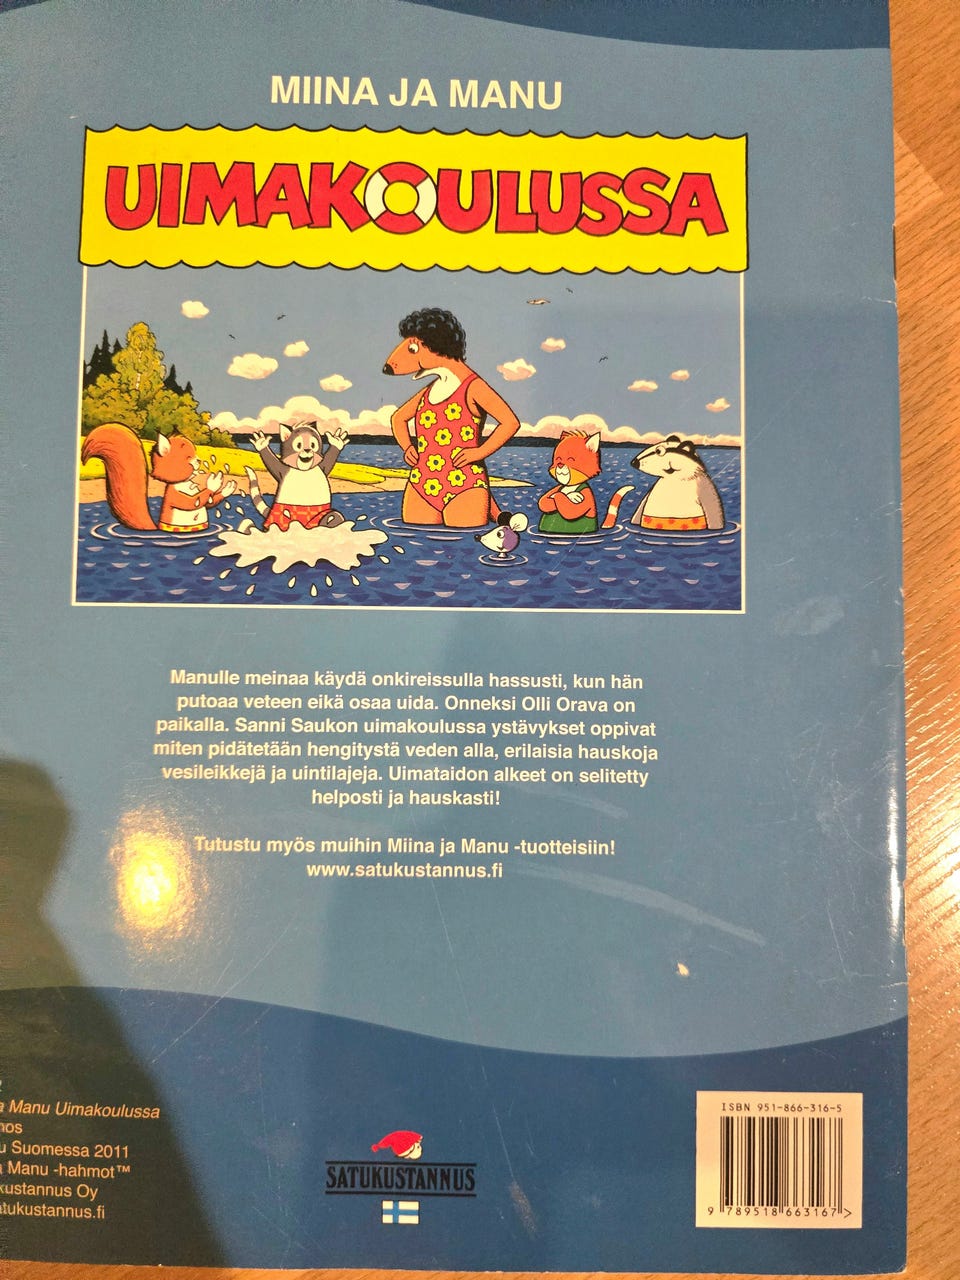 MIINA JA MANU
UIMAKOULUSSA
Manulle meinaa käydä onkireissulla hassusti, kun hän
putoaa veteen eikä osaa uida. Onneksi Olli Orava on
paikalla. Sanni Saukon uimakoulussa ystävykset oppivat
miten pidätetään hengitystä veden alla, erilaisia hauskoja
vesileikkejä ja uintilajeja. Uimataidon alkeet on selitetty
helposti ja hauskasti!
Tutustu myös muihin Miina ja Manu -tuotteisiin!
www.satukustannus.fi
Manu Uimakoulussa
Suomessa 2011
Manu -hahmot™
Oy
SATUKUSTANNUS
ISBN 951-866-316-5
9 789518 663167 >